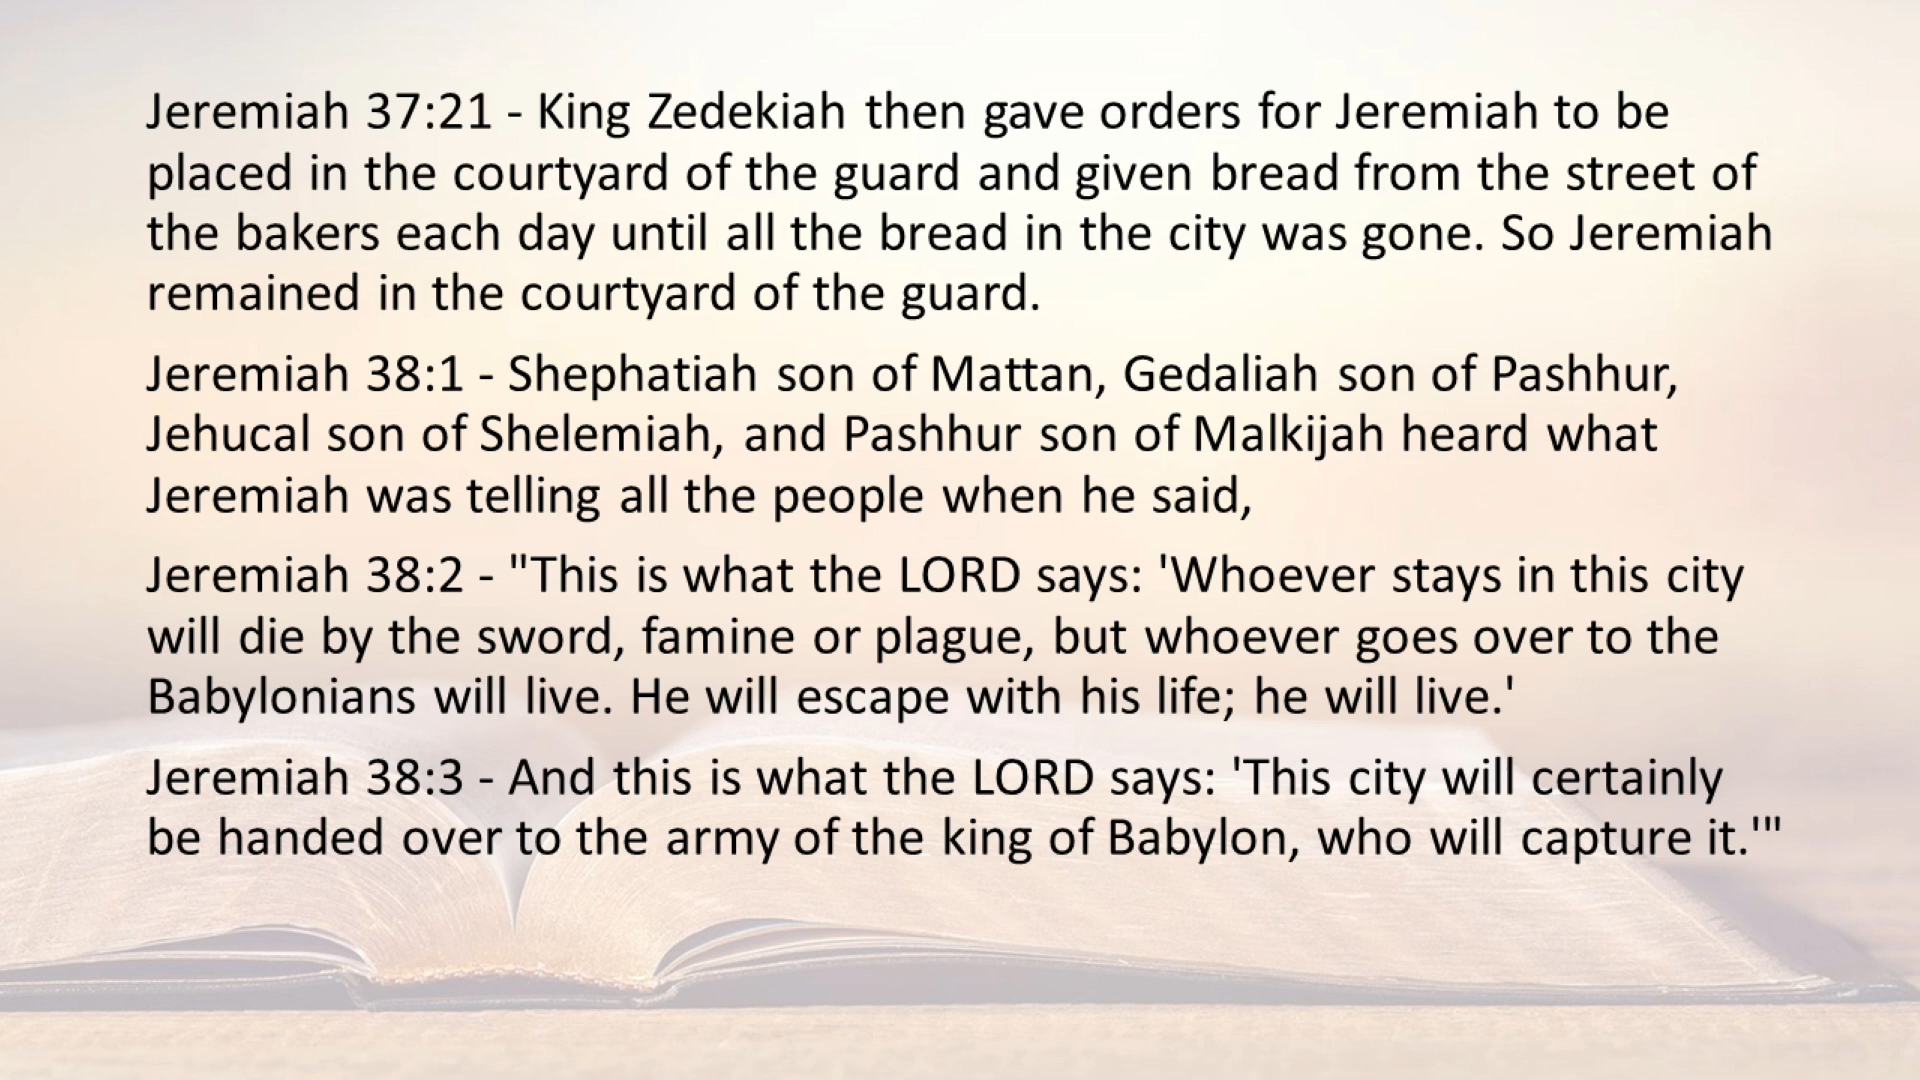 Jeremiah 37:21 - King Zedekiah then gave orders for Jeremiah to be
placed in the courtyard of the guard and given bread from the street of
the bakers each day until all the bread in the city was gone. So Jeremiah
remained in the courtyard of the guard.
Jeremiah 38:1 - Shephatiah son of Mattan, Gedaliah son of Pashhur,
Jehucal son of Shelemiah, and Pashhur son of Malkijah heard what
Jeremiah was telling all the people when he said,
Jeremiah 38:2 - "This is what the LORD says: 'Whoever stays in this city
will die by the sword, famine or plague, but whoever goes over to the
Babylonians will live. He will escape with his life; he will live.'
Jeremiah 38:3 - And this is what the LORD says: 'This city will certainly
be handed over to the army of the king of Babylon, who will capture it.'"